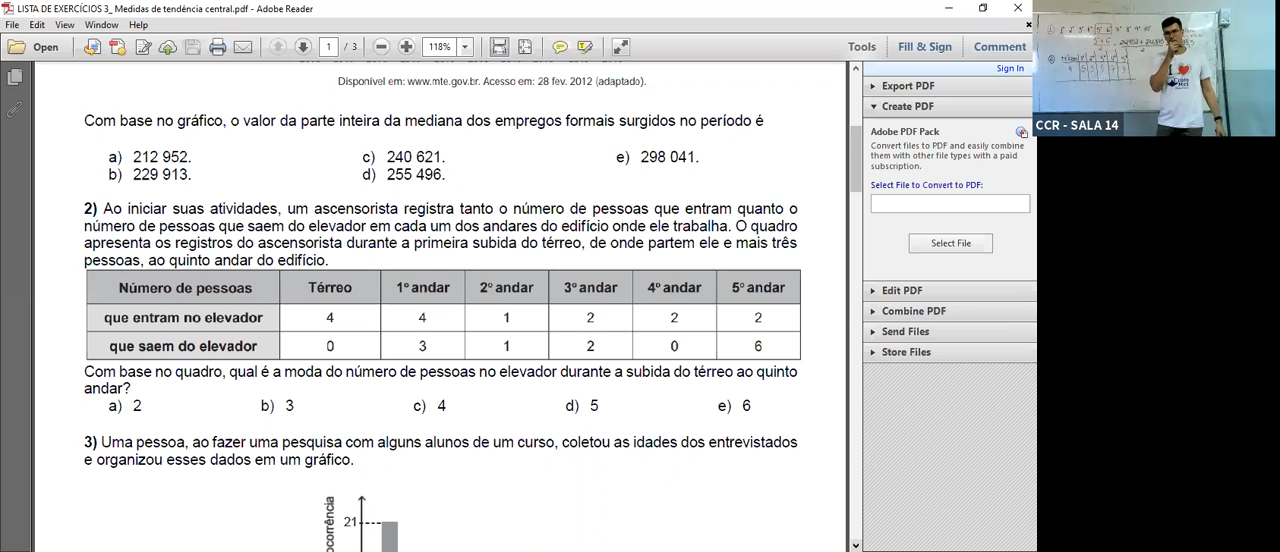 LISTA DE EXERCÍCIOS 3_ Medidas de tendência central.pdf - Adobe Reader
File Edit View Window Help
Open 1 / 3 118% Tools Fill & Sign Comment
Sign In
Disponível em: www.mte.gov.br. Acesso em: 28 fev. 2012 (adaptado).
Com base no gráfico, o valor da parte inteira da mediana dos empregos formais surgidos no período é
a) 212 952. c) 240 621. e) 298 041.
b) 229 913. d) 255 496.
2) Ao iniciar suas atividades, um ascensorista registra tanto o número de pessoas que entram quanto o
número de pessoas que saem do elevador em cada um dos andares do edifício onde ele trabalha. O quadro
apresenta os registros do ascensorista durante a primeira subida do térreo, de onde partem ele e mais três
pessoas, ao quinto andar do edifício.
Número de pessoas Térreo 1º andar 2º andar 3º andar 4º andar 5º andar
que entram no elevador 4 4 1 2 2 2
que saem do elevador 0 3 1 2 0 6
Com base no quadro, qual é a moda do número de pessoas no elevador durante a subida do térreo ao quinto
andar?
a) 2 b) 3 c) 4 d) 5 e) 6
3) Uma pessoa, ao fazer uma pesquisa com alguns alunos de um curso, coletou as idades dos entrevistados
e organizou esses dados em um gráfico.
21
Export PDF
Create PDF
Adobe PDF Pack
Convert files to PDF and easily combine
them with other file types with a paid
subscription.
Select File to Convert to PDF:
Select File
Edit PDF
Combine PDF
Send Files
Store Files
CCR - SALA 14